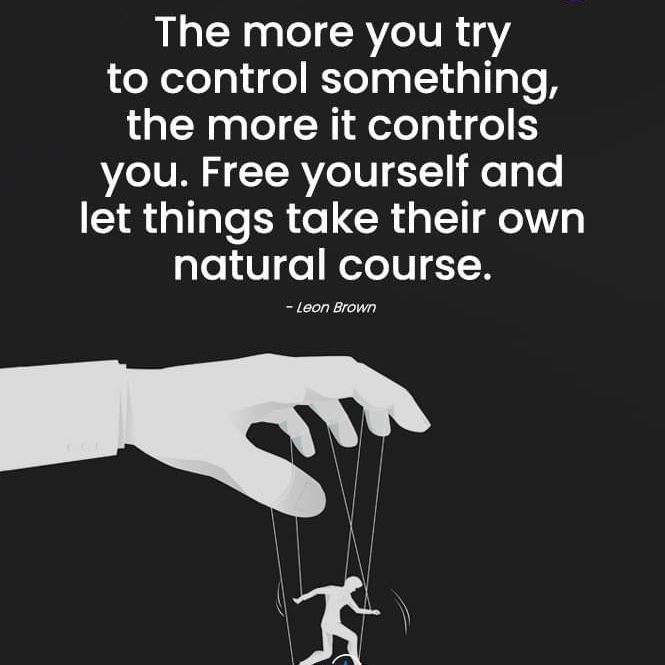 The more you try
to control something,
the more it controls
you. Free yourself and
let things take their own
natural course.
- Leon Brown